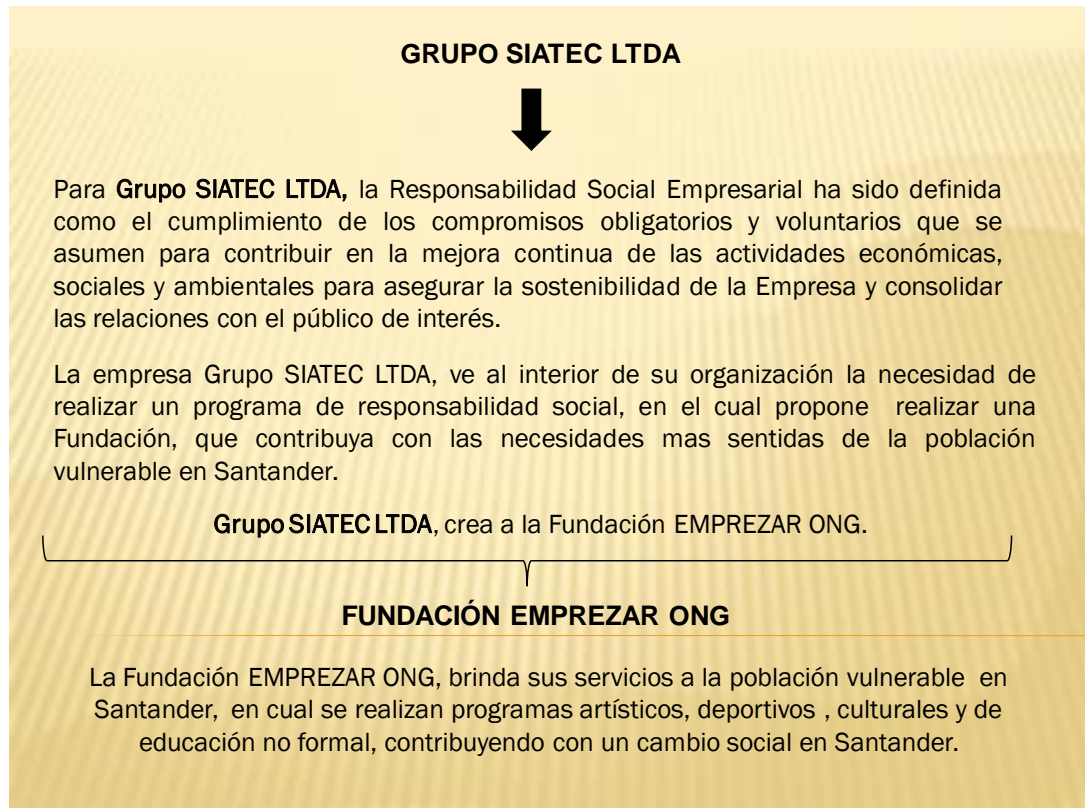 GRUPO SIATEC LTDA
Para Grupo SIATEC LTDA, la Responsabilidad Social Empresarial ha sido definida
como el cumplimiento de los compromisos obligatorios y voluntarios que se
asumen para contribuir en la mejora continua de las actividades económicas,
sociales y ambientales para asegurar la sostenibilidad de la Empresa y consolidar
las relaciones con el público de interés.
La empresa Grupo SIATEC LTDA, ve al interior de su organización la necesidad de
realizar un programa de responsabilidad social, en el cual propone realizar una
Fundación, que contribuya con las necesidades mas sentidas de la población
vulnerable en Santander.
Grupo SIATEC LTDA, crea a la Fundación EMPREZAR ONG.
FUNDACIÓN EMPREZAR ONG
La Fundación EMPREZAR ONG, brinda sus servicios a la población vulnerable en
Santander, en cual se realizan programas artísticos, deportivos , culturales y de
educación no formal, contribuyendo con un cambio social en Santander.